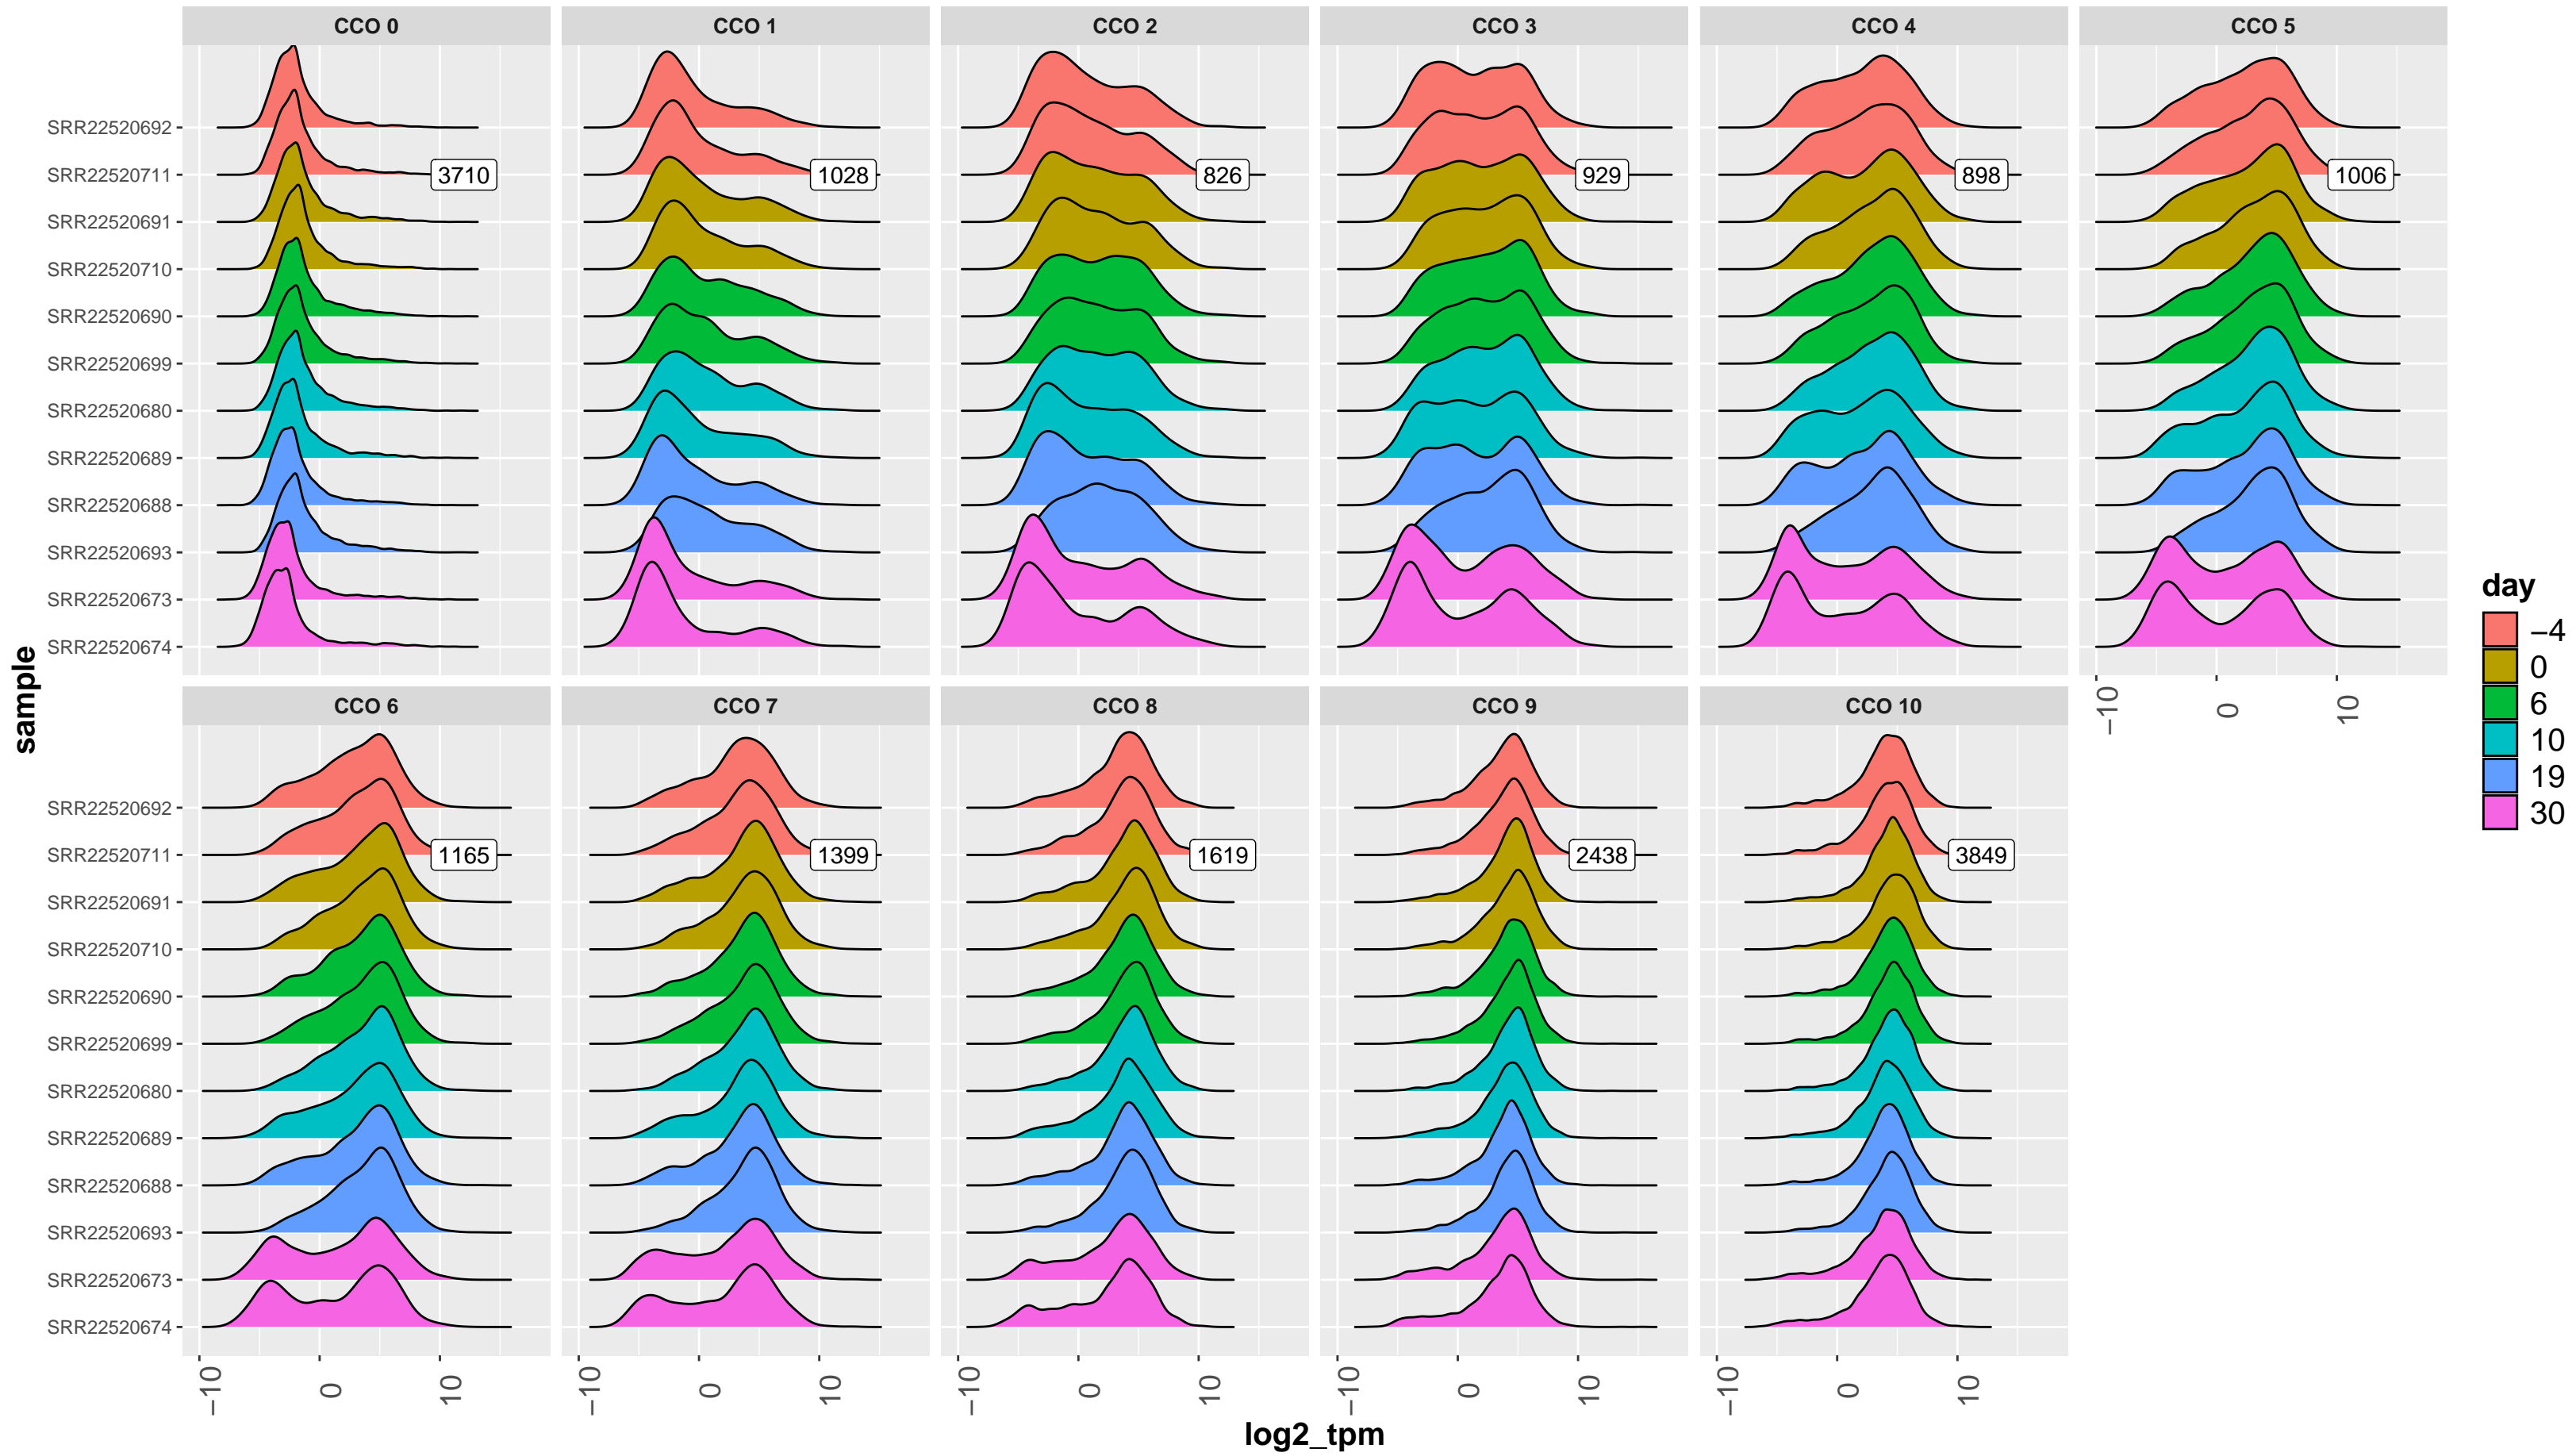 CCO 0 CCO 1 CCO 2 CCO 3 CCO 4 CCO 5
SRR22520692
SRR22520711 3710 1028 826 929 898 1006
SRR22520691
SRR22520710
SRR22520690
SRR22520699
SRR22520680
SRR22520689
SRR22520688
SRR22520693
SRR22520673
SRR22520674
−10 0 10
sample
CCO 6 CCO 7 CCO 8 CCO 9 CCO 10
SRR22520692
SRR22520711 1165 1399 1619 2438 3849
SRR22520691
SRR22520710
SRR22520690
SRR22520699
SRR22520680
SRR22520689
SRR22520688
SRR22520693
SRR22520673
SRR22520674
−10 0 10 −10 0 10 −10 0 10 −10 0 10 −10 0 10
log2_tpm
day
−4
0
6
10
19
30